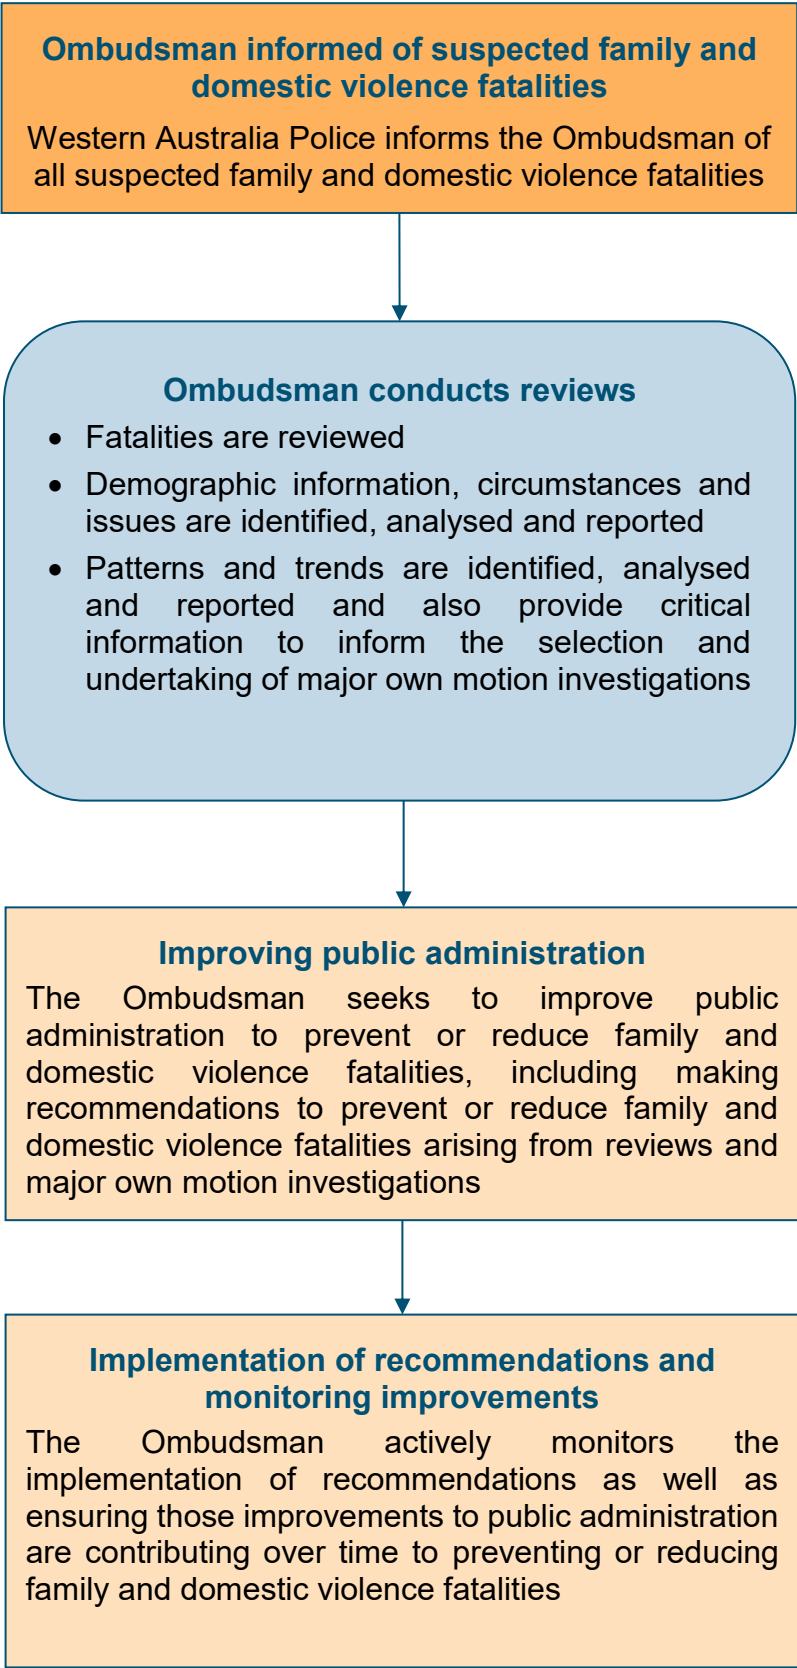 Ombudsman informed of suspected family and
domestic violence fatalities
Western Australia Police informs the Ombudsman of
all suspected family and domestic violence fatalities
Ombudsman conducts reviews
• Fatalities are reviewed
• Demographic information, circumstances and
issues are identified, analysed and reported
• Patterns and trends are identified, analysed
and reported and also provide critical
information to inform the selection and
undertaking of major own motion investigations
Improving public administration
The Ombudsman seeks to improve public
administration to prevent or reduce family and
domestic violence fatalities, including making
recommendations to prevent or reduce family and
domestic violence fatalities arising from reviews and
major own motion investigations
Implementation of recommendations and
monitoring improvements
The Ombudsman actively monitors the
implementation of recommendations as well as
ensuring those improvements to public administration
are contributing over time to preventing or reducing
family and domestic violence fatalities